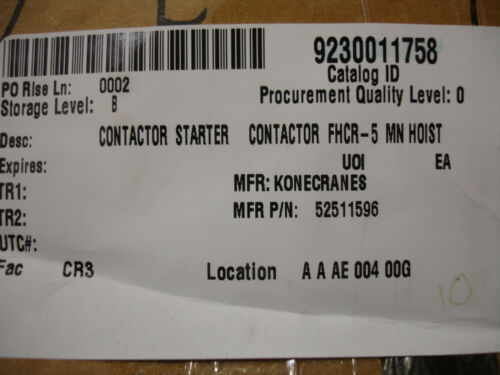 9230011758
Catalog ID
PO Rlse Ln: 0002
Procurement Quality Level: 0
Storage Level: B
Desc: CONTACTOR STARTER CONTACTOR FHCR-5 MN HOIST
Expires: UOI EA
TR1: MFR: KONECRANES
TR2: MFR P/N: 52511596
UTC#:
Fac CR3 Location A A AE 004 00G
10